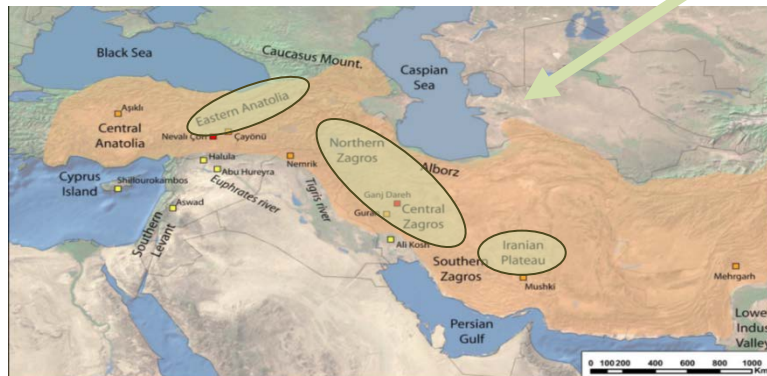 Black Sea
Caucasus Mount.
Caspian
Sea
Aşıklı
Eastern Anatolia
Central
Anatolia
Nevalı Çori
Çayönü
Northern
Zagros
Alborz
Halula
Nemrik
Cyprus
Island
Shillourokambos
Abu Hureyra
Euphrates river
Tigris river
Ganj Dareh
Guran
Central
Zagros
Aswad
Southern
Levant
Ali Kosh
Iranian
Plateau
Southern
Zagros
Mushki
Mehrgarh
Persian
Gulf
Lowe
Indus
Valley
0 100 200 400 600 800 1000
Km